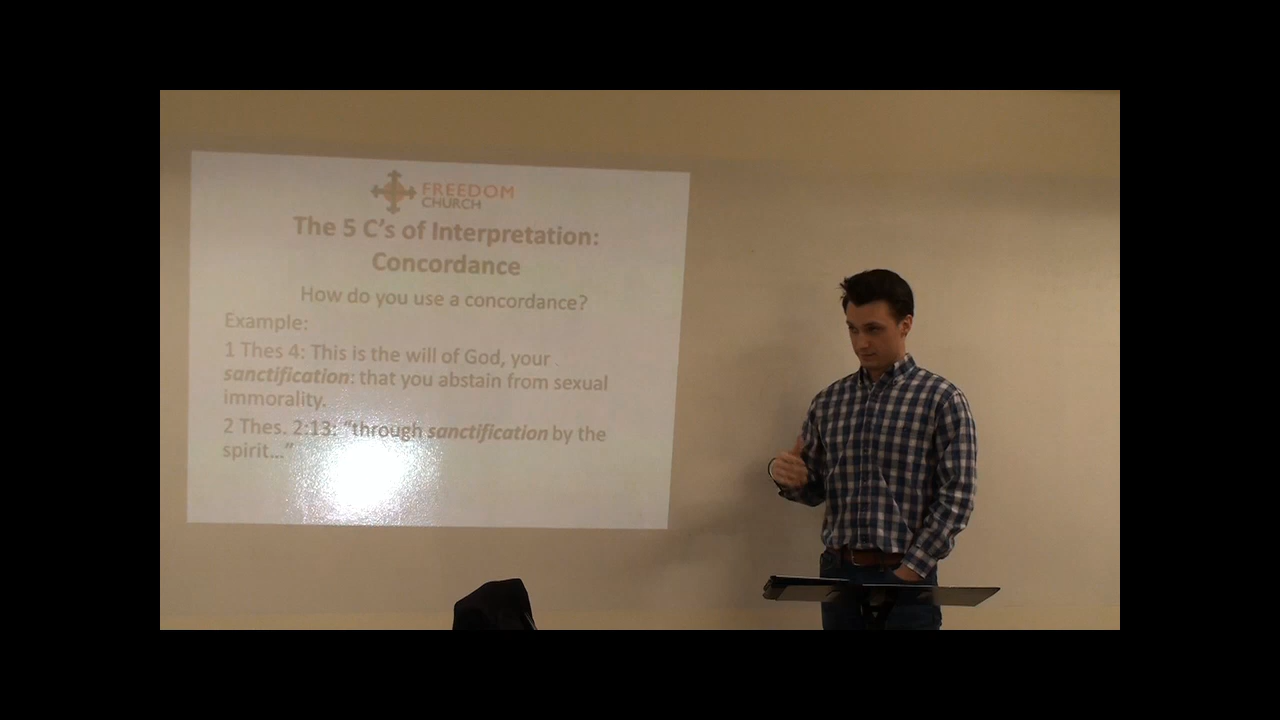 FREEDOM
CHURCH
The 5 C's of Interpretation:
Concordance
How do you use a concordance?
Example:
1 Thes 4: This is the will of God, your
sanctification: that you abstain from sexual
immorality.
2 Thes. 2:13: "through sanctification by the
spirit..."